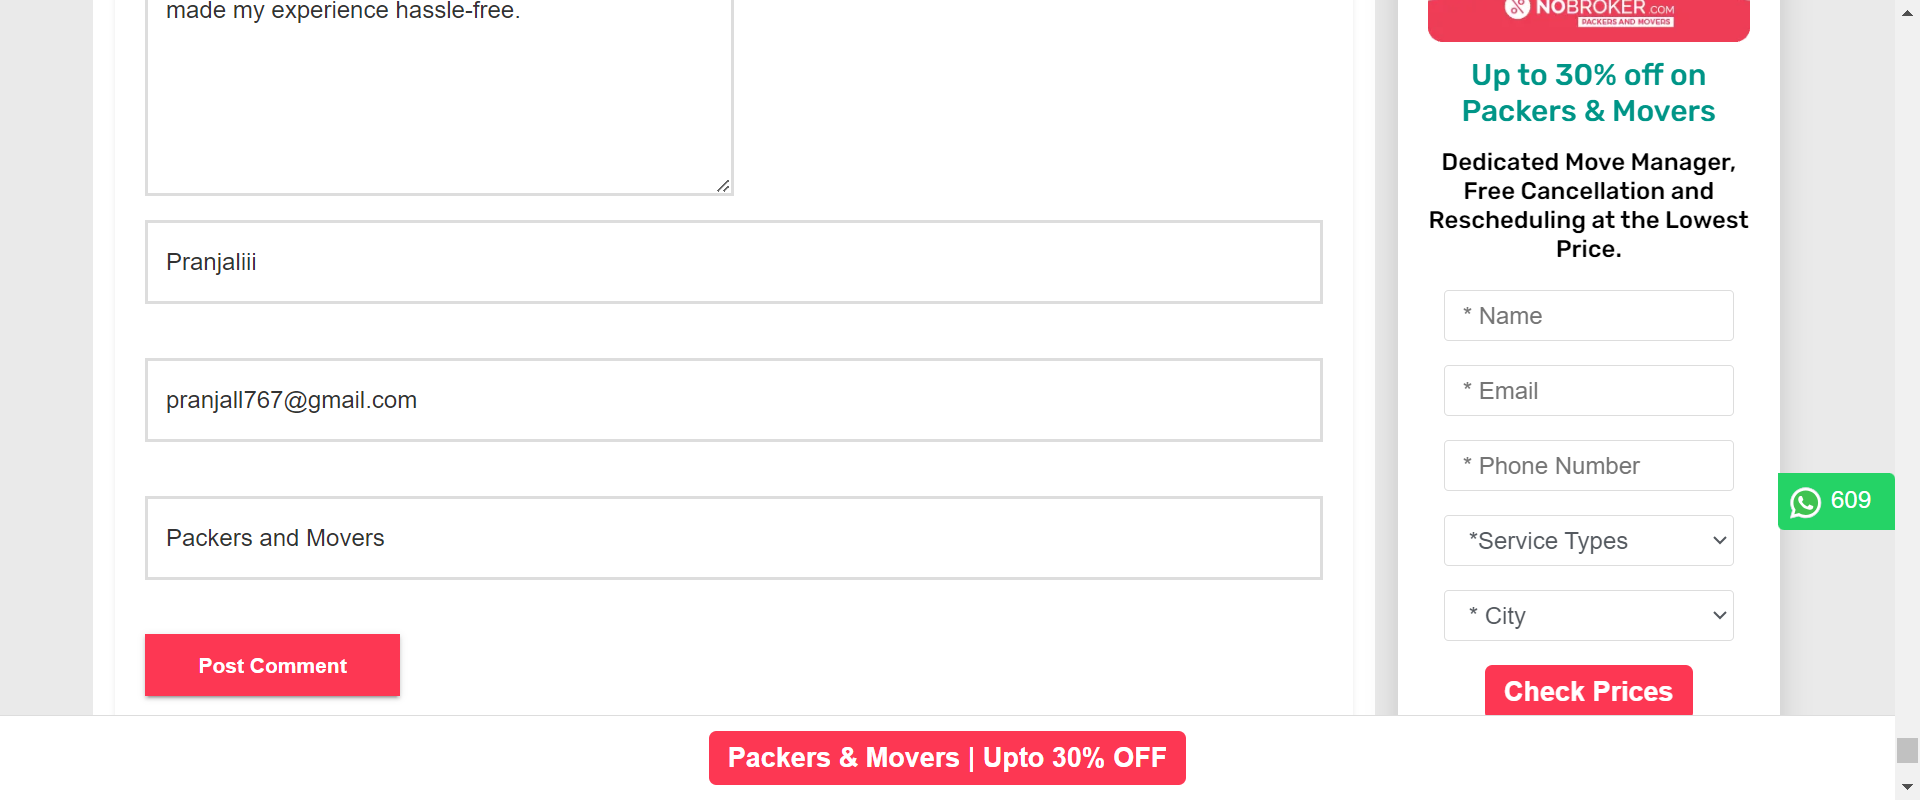 made my experience hassle-free.
Pranjaliii
pranjall767@gmail.com
Packers and Movers
Post Comment
NOBROKER.COM
PACKERS AND MOVERS
Up to 30% off on
Packers & Movers
Dedicated Move Manager,
Free Cancellation and
Rescheduling at the Lowest
Price.
* Name
* Email
* Phone Number
*Service Types
* City
Check Prices
609
Packers & Movers | Upto 30% OFF